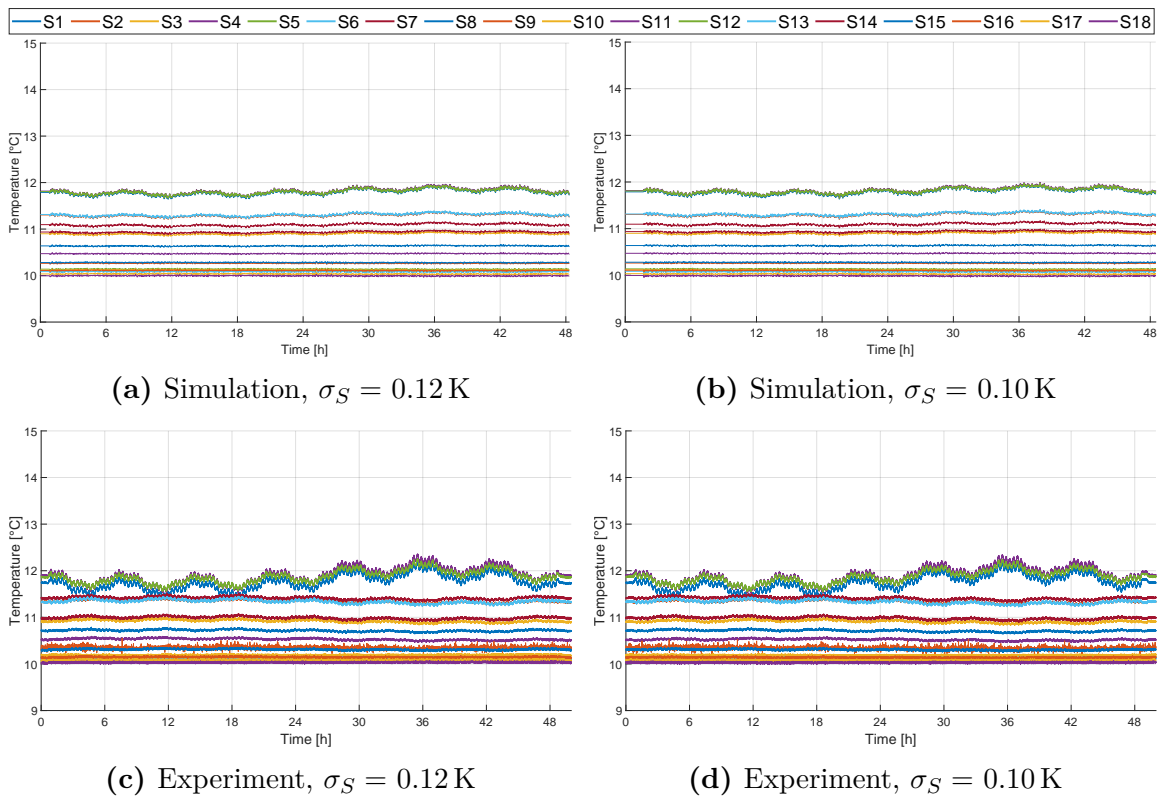 S1 S2 S3 S4 S5 S6 S7 S8 S9 S10 S11 S12 S13 S14 S15 S16 S17 S18
15
14
13
12
11
10
9
Temperature [°C]
0 6 12 18 24 30 36 42 48
Time [h]
(a) Simulation, σ_S = 0.12 K
15
14
13
12
11
10
9
Temperature [°C]
0 6 12 18 24 30 36 42 48
Time [h]
(b) Simulation, σ_S = 0.10 K
15
14
13
12
11
10
9
Temperature [°C]
0 6 12 18 24 30 36 42 48
Time [h]
(c) Experiment, σ_S = 0.12 K
15
14
13
12
11
10
9
Temperature [°C]
0 6 12 18 24 30 36 42 48
Time [h]
(d) Experiment, σ_S = 0.10 K